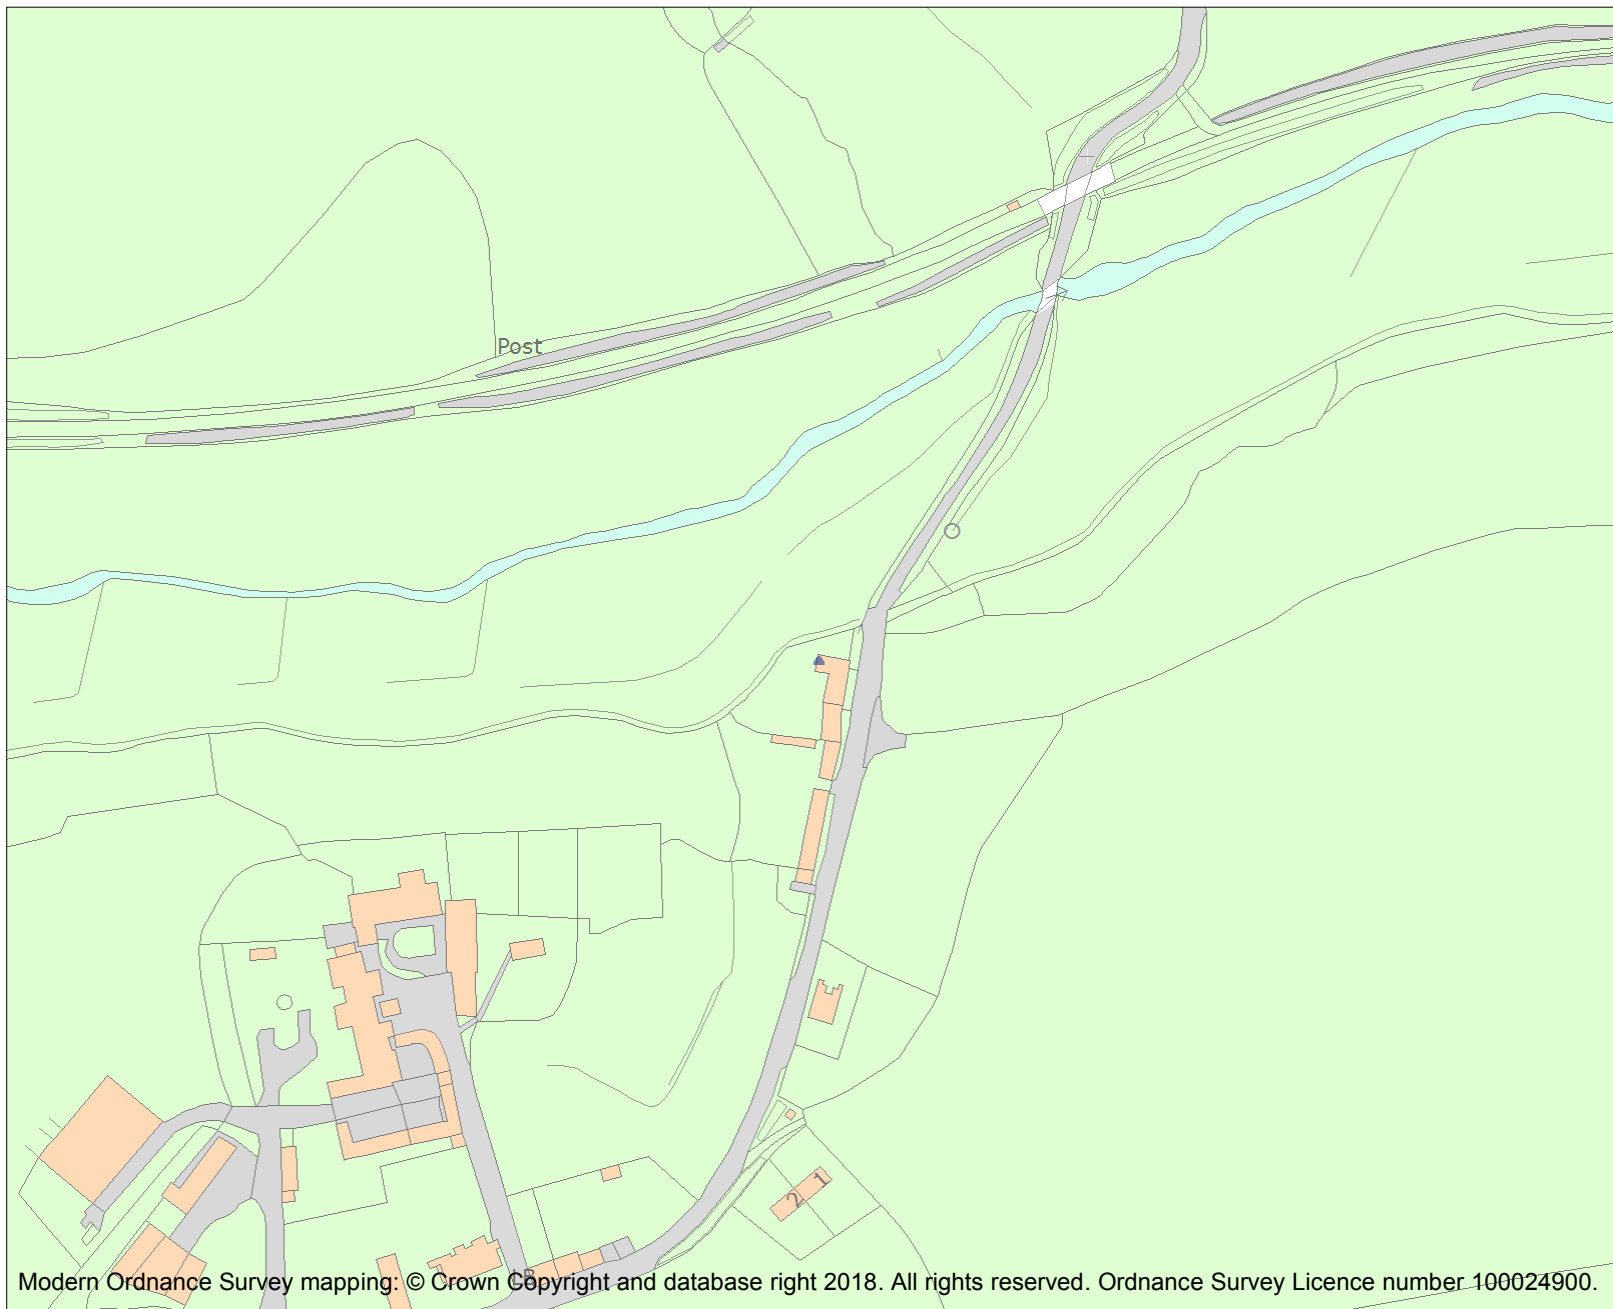 Post
1
2
LB
Modern Ordnance Survey mapping: © Crown Copyright and database right 2018. All rights reserved. Ordnance Survey Licence number 100024900.